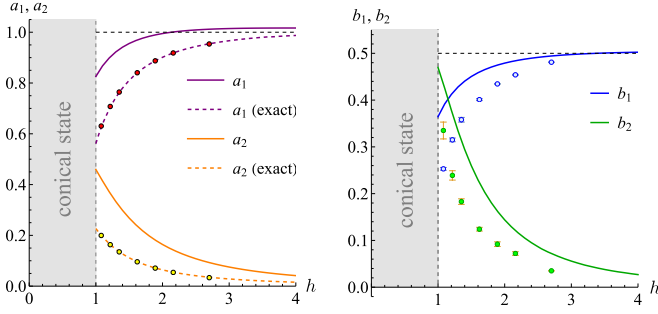 a₁, a₂
1.0
0.8
0.6
0.4
0.2
0.0
0
1
2
3
4
h
conical state
a₁
a₁ (exact)
a₂
a₂ (exact)
b₁, b₂
0.5
0.4
0.3
0.2
0.1
0.0
0
1
2
3
4
h
conical state
b₁
b₂